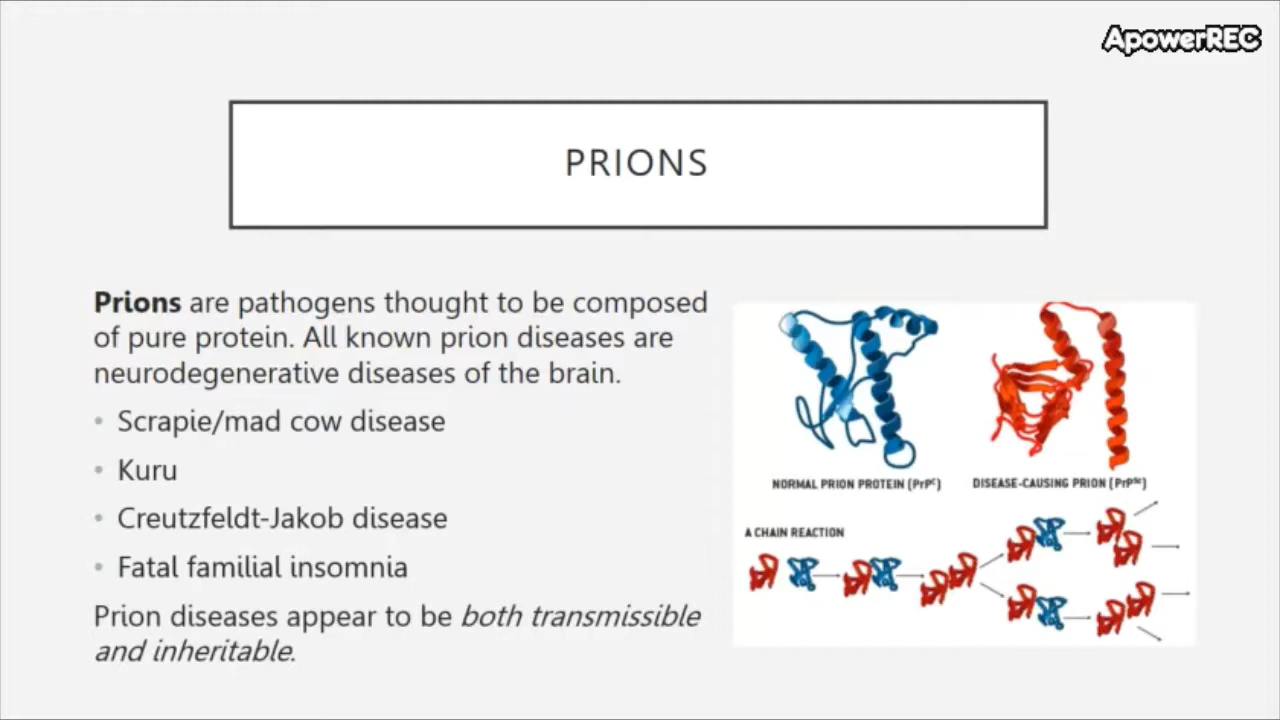 ApowerREC
PRIONS
Prions are pathogens thought to be composed
of pure protein. All known prion diseases are
neurodegenerative diseases of the brain.
• Scrapie/mad cow disease
• Kuru
• Creutzfeldt-Jakob disease
• Fatal familial insomnia
Prion diseases appear to be both transmissible
and inheritable.
NORMAL PRION PROTEIN (PrPᶜ)
DISEASE-CAUSING PRION (PrPˢᶜ)
A CHAIN REACTION